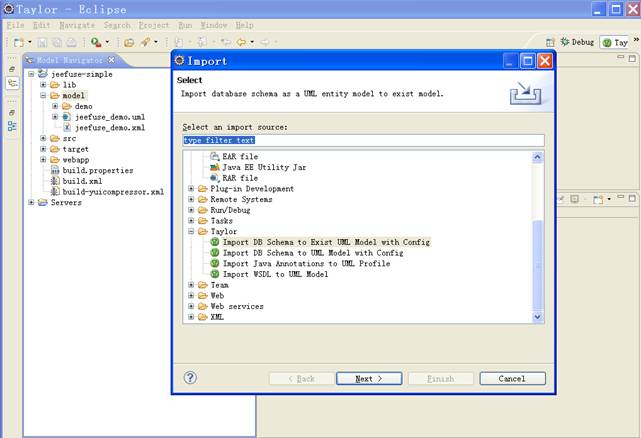 Taylor - Eclipse
File Edit Navigate Search Project Run Window Help
Debug Tay
Model Navigator
jeefuse-simple
lib
model
demo
jeefuse_demo.uml
jeefuse_demo.xml
src
target
webapp
build.properties
build.xml
build-yuicompressor.xml
Servers
Import
Select
Import database schema as a UML entity model to exist model.
Select an import source:
type filter text
EAR file
Java EE Utility Jar
RAR file
Plug-in Development
Remote Systems
Run/Debug
Tasks
Taylor
Import DB Schema to Exist UML Model with Config
Import DB Schema to UML Model with Config
Import Java Annotations to UML Profile
Import WSDL to UML Model
Team
Web
Web services
XML
?
< Back
Next >
Finish
Cancel